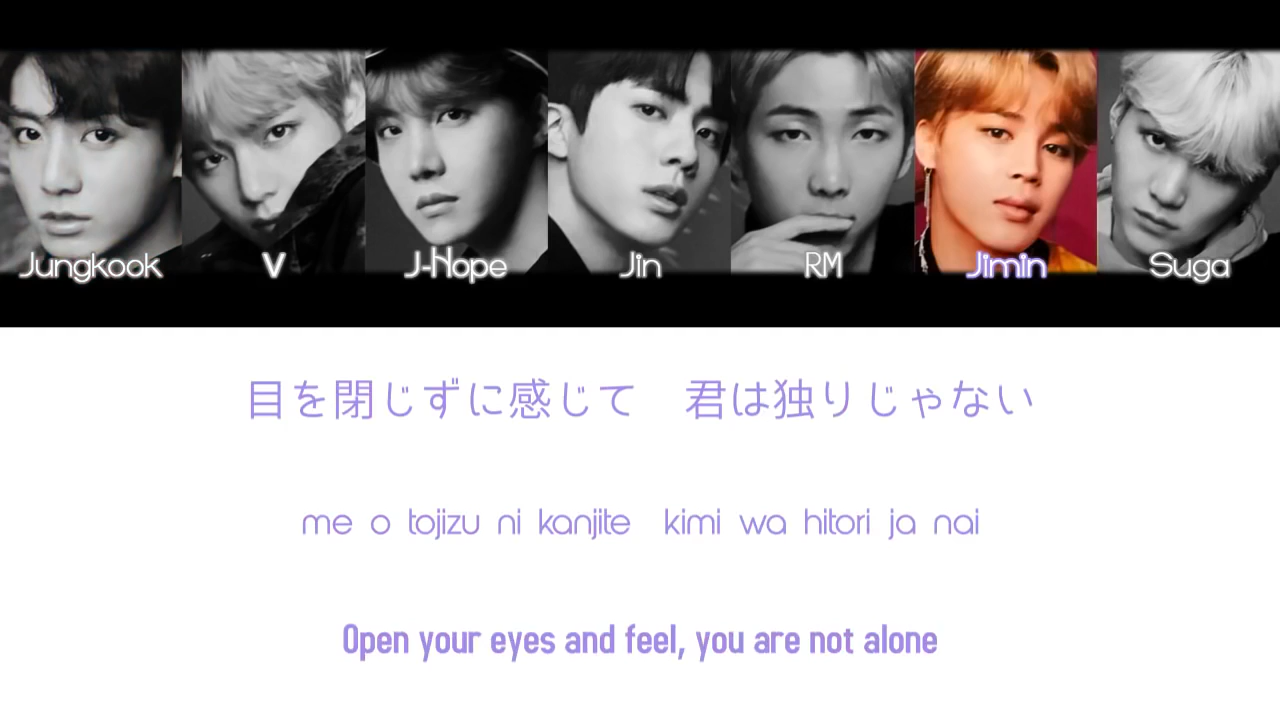 Jungkook V J-Hope Jin RM Jimin Suga
目を閉じずに感じて　君は独りじゃない
me o tojizu ni kanjite kimi wa hitori ja nai
Open your eyes and feel, you are not alone